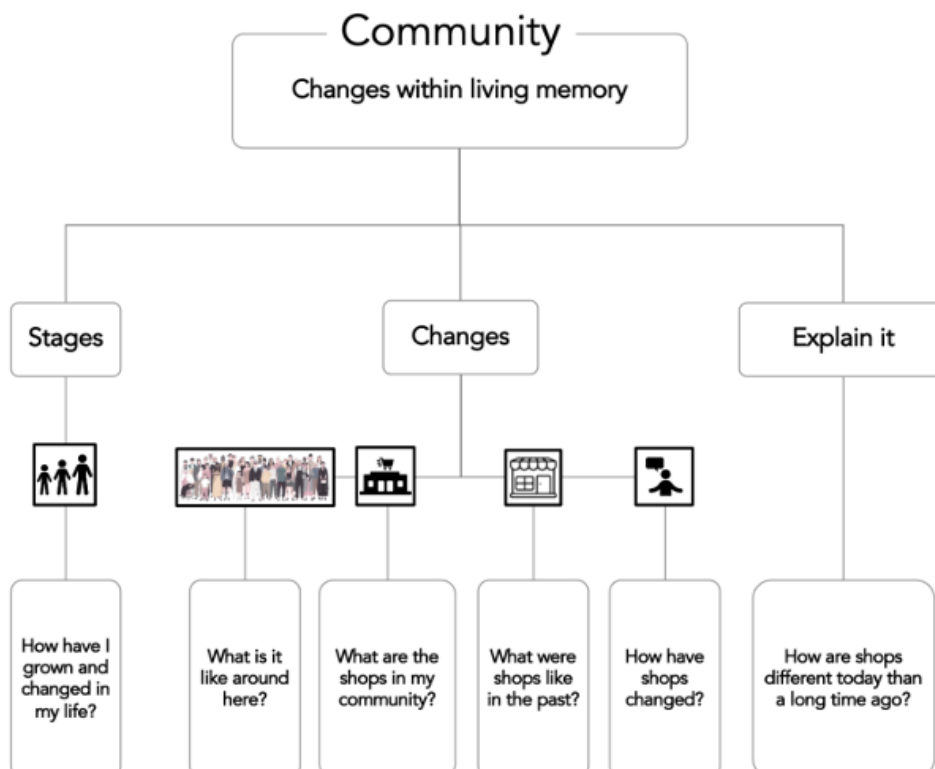 Community
Changes within living memory
Stages
Changes
Explain it
How have I
grown and
changed in
my life?
What is it
like around
here?
What are the
shops in my
community?
What were
shops like
in the past?
How have
shops
changed?
How are shops
different today than
a long time ago?